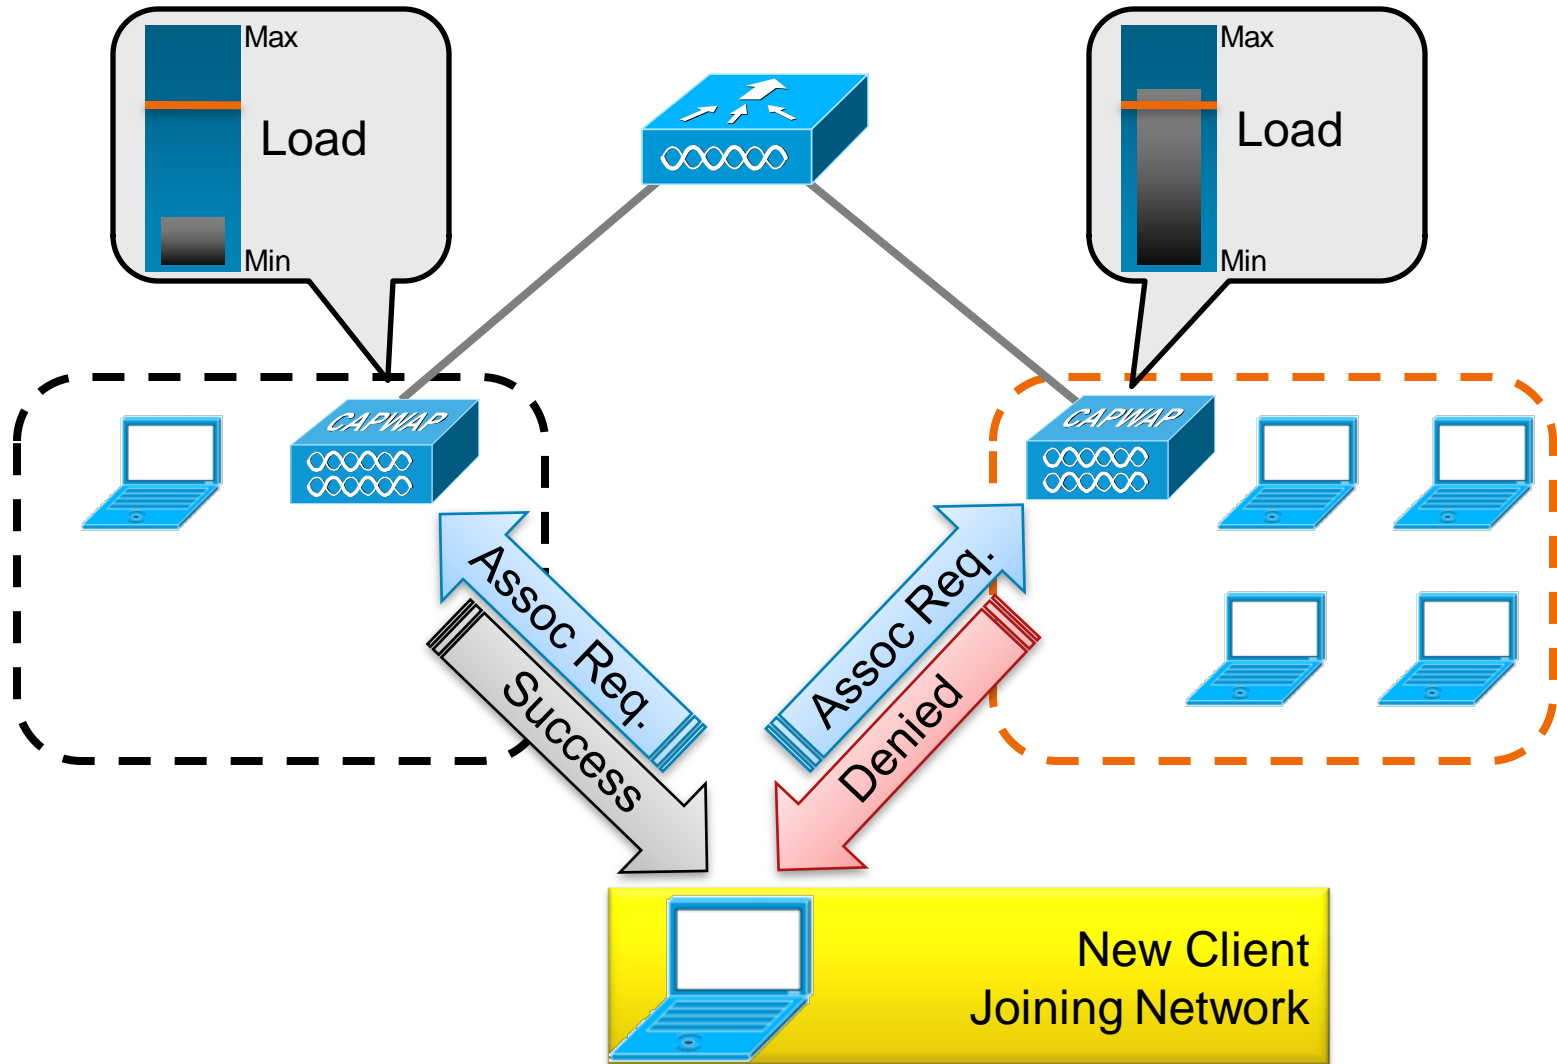 Max
Load
Min
Max
Load
Min
CAPWAP
CAPWAP
Assoc Req.
Success
Assoc Req.
Denied
New Client
Joining Network